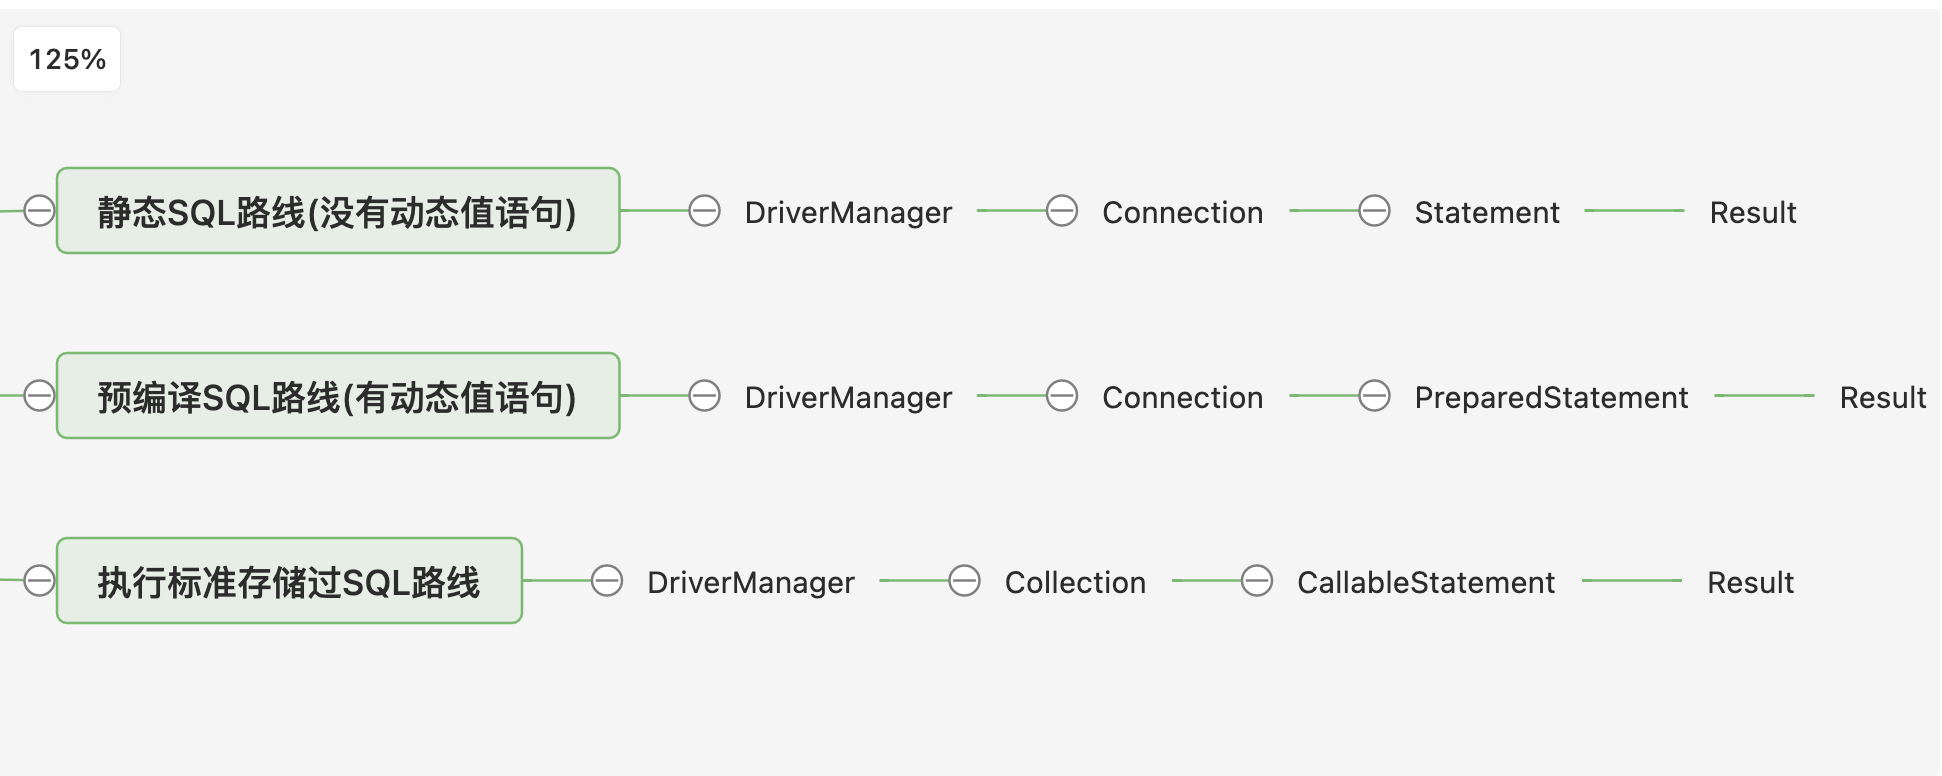 125%
静态SQL路线(没有动态值语句) DriverManager Connection Statement Result
预编译SQL路线(有动态值语句) DriverManager Connection PreparedStatement Result
执行标准存储过SQL路线 DriverManager Collection CallableStatement Result